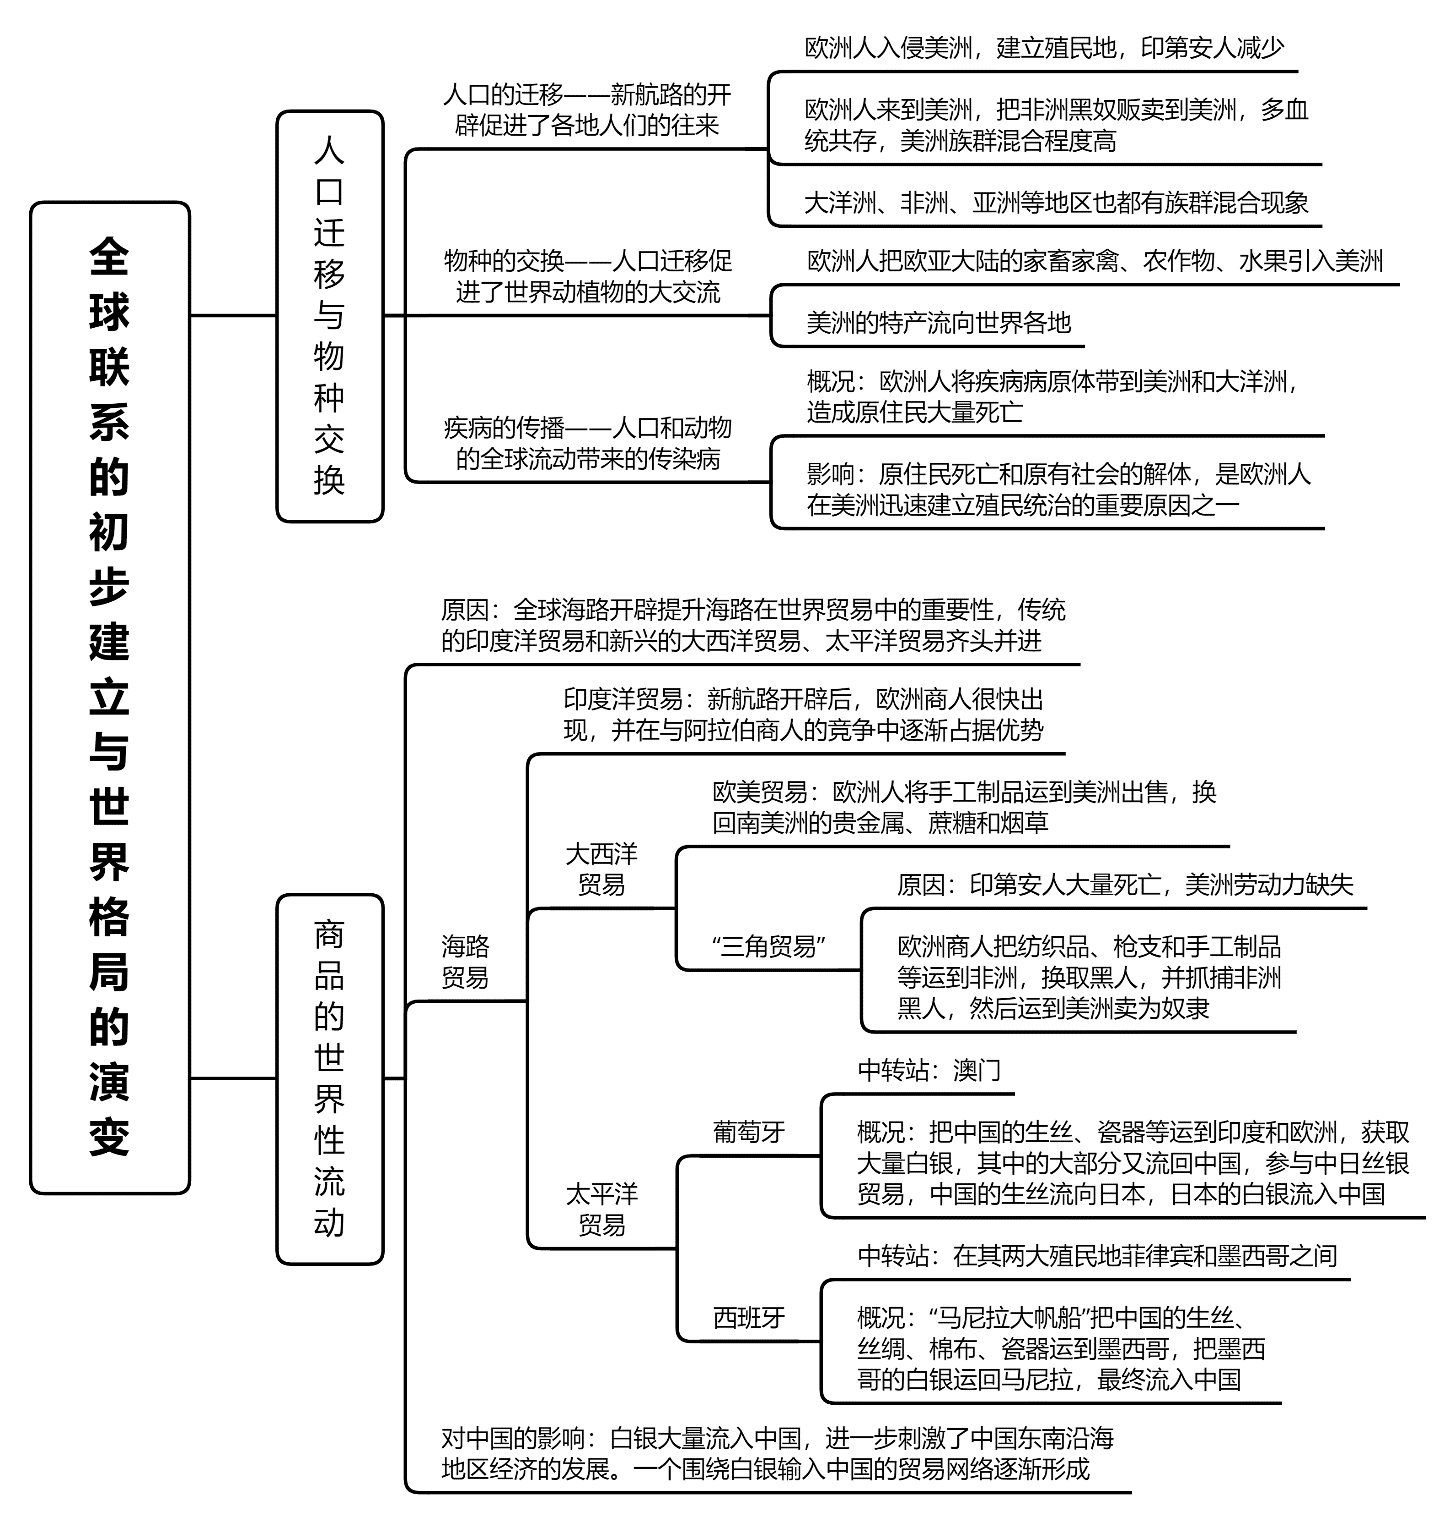 全球联系的初步建立与世界格局的演变
人口迁移与物种交换
人口的迁移——新航路的开
辟促进了各地人们的往来
欧洲人入侵美洲，建立殖民地，印第安人减少
欧洲人来到美洲，把非洲黑奴贩卖到美洲，多血
统共存，美洲族群混合程度高
大洋洲、非洲、亚洲等地区也都有族群混合现象
物种的交换——人口迁移促
进了世界动植物的大交流
欧洲人把欧亚大陆的家畜家禽、农作物、水果引入美洲
美洲的特产流向世界各地
疾病的传播——人口和动物
的全球流动带来的传染病
概况：欧洲人将疾病病原体带到美洲和大洋洲，
造成原住民大量死亡
影响：原住民死亡和原有社会的解体，是欧洲人
在美洲迅速建立殖民统治的重要原因之一
商品的世界性流动
原因：全球海路开辟提升海路在世界贸易中的重要性，传统
的印度洋贸易和新兴的大西洋贸易、太平洋贸易齐头并进
海路
贸易
印度洋贸易：新航路开辟后，欧洲商人很快出
现，并在与阿拉伯商人的竞争中逐渐占据优势
大西洋
贸易
欧美贸易：欧洲人将手工制品运到美洲出售，换
回南美洲的贵金属、蔗糖和烟草
“三角贸易”
原因：印第安人大量死亡，美洲劳动力缺失
欧洲商人把纺织品、枪支和手工制品
等运到非洲，换取黑人，并抓捕非洲
黑人，然后运到美洲卖为奴隶
太平洋
贸易
葡萄牙
中转站：澳门
概况：把中国的生丝、瓷器等运到印度和欧洲，获取
大量白银，其中的大部分又流回中国，参与中日丝银
贸易，中国的生丝流向日本，日本的白银流入中国
西班牙
中转站：在其两大殖民地菲律宾和墨西哥之间
概况：“马尼拉大帆船”把中国的生丝、
丝绸、棉布、瓷器运到墨西哥，把墨西
哥的白银运回马尼拉，最终流入中国
对中国的影响：白银大量流入中国，进一步刺激了中国东南沿海
地区经济的发展。一个围绕白银输入中国的贸易网络逐渐形成